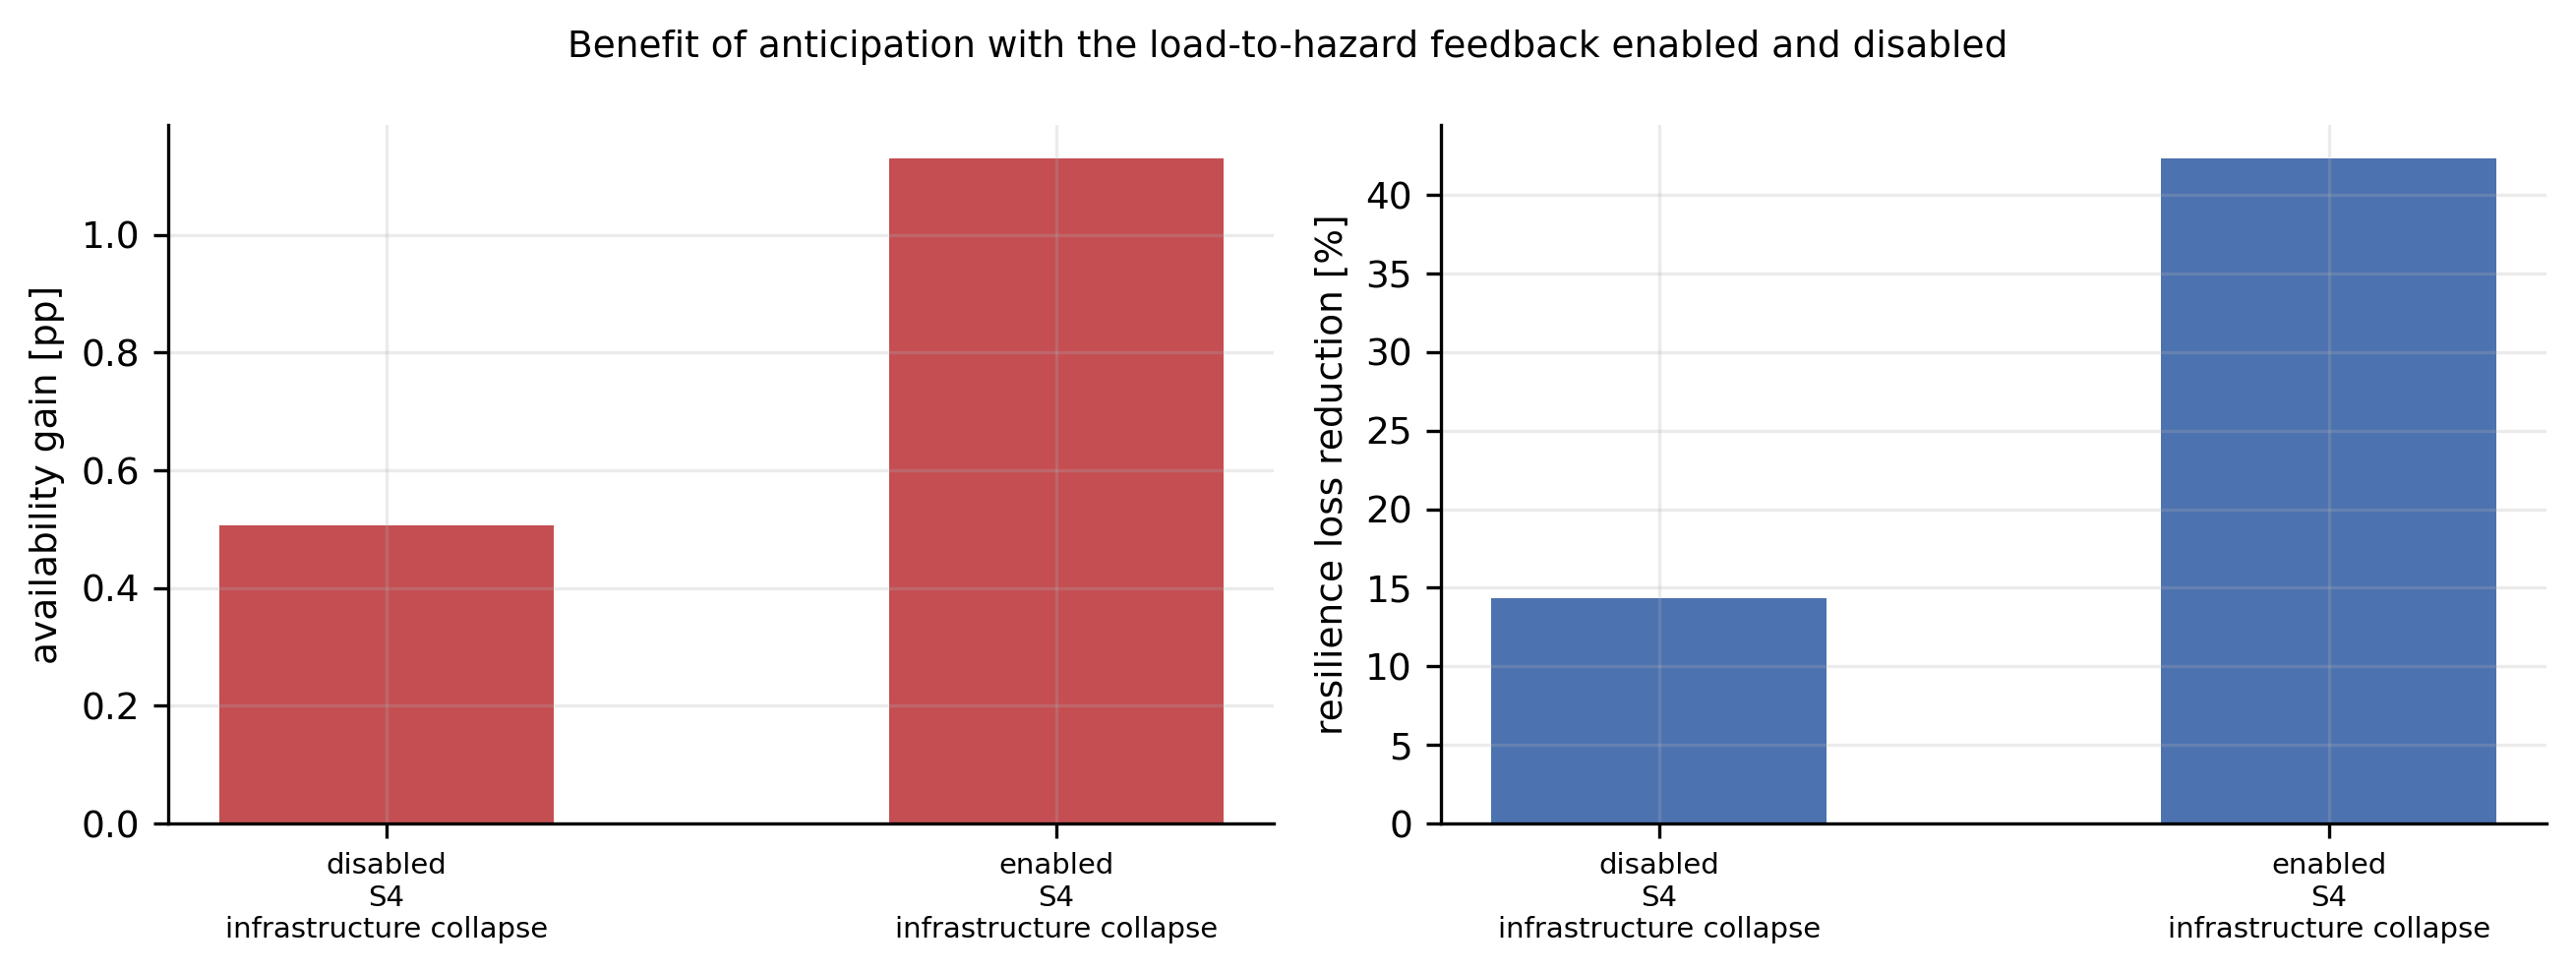 Benefit of anticipation with the load-to-hazard feedback enabled and disabled
availability gain [pp]
1.0
0.8
0.6
0.4
0.2
0.0
disabled
S4
infrastructure collapse
enabled
S4
infrastructure collapse
resilience loss reduction [%]
40
35
30
25
20
15
10
5
0
disabled
S4
infrastructure collapse
enabled
S4
infrastructure collapse